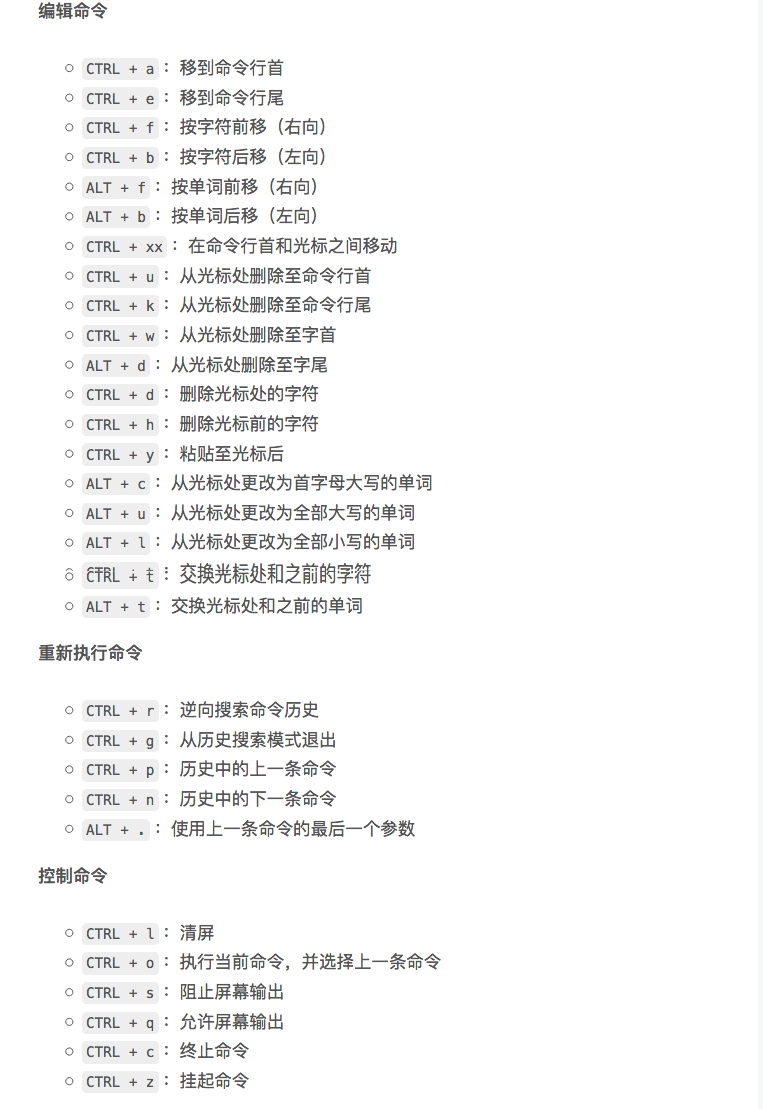 编辑命令
CTRL + a：移到命令行首
CTRL + e：移到命令行尾
CTRL + f：按字符前移（右向）
CTRL + b：按字符后移（左向）
ALT + f：按单词前移（右向）
ALT + b：按单词后移（左向）
CTRL + xx：在命令行首和光标之间移动
CTRL + u：从光标处删除至命令行首
CTRL + k：从光标处删除至命令行尾
CTRL + w：从光标处删除至字首
ALT + d：从光标处删除至字尾
CTRL + d：删除光标处的字符
CTRL + h：删除光标前的字符
CTRL + y：粘贴至光标后
ALT + c：从光标处更改为首字母大写的单词
ALT + u：从光标处更改为全部大写的单词
ALT + l：从光标处更改为全部小写的单词
CTRL + t：交换光标处和之前的字符
ALT + t：交换光标处和之前的单词
重新执行命令
CTRL + r：逆向搜索命令历史
CTRL + g：从历史搜索模式退出
CTRL + p：历史中的上一条命令
CTRL + n：历史中的下一条命令
ALT + .：使用上一条命令的最后一个参数
控制命令
CTRL + l：清屏
CTRL + o：执行当前命令，并选择上一条命令
CTRL + s：阻止屏幕输出
CTRL + q：允许屏幕输出
CTRL + c：终止命令
CTRL + z：挂起命令